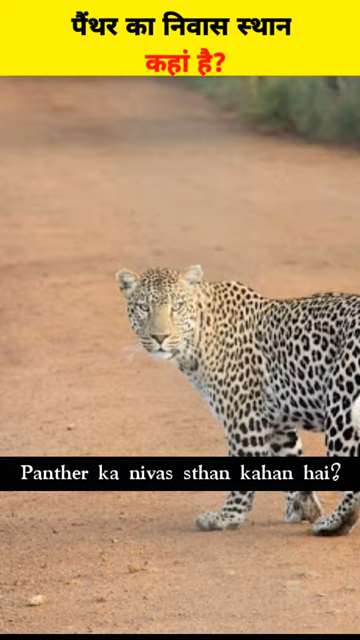 पैंथर का निवास स्थान
कहां है?
Panther ka nivas sthan kahan hai?